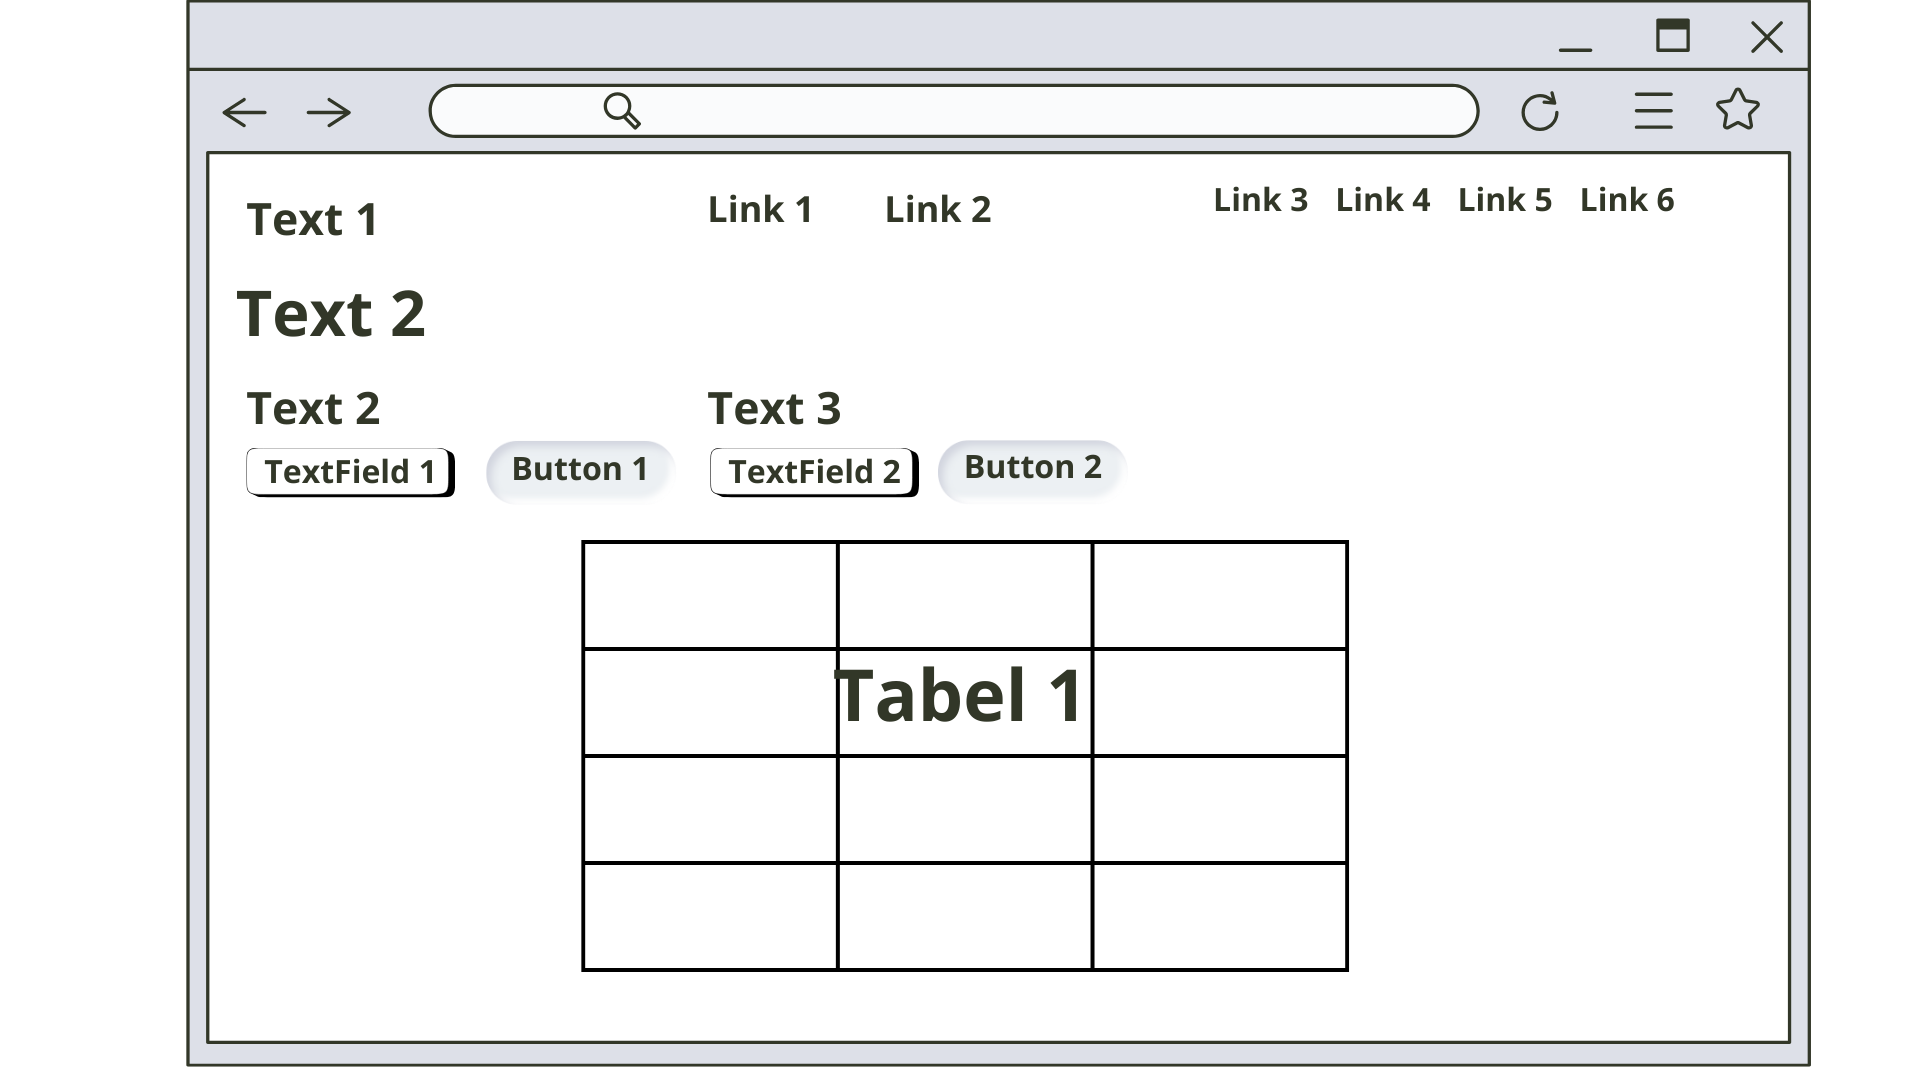 Text 1 Link 1 Link 2 Link 3 Link 4 Link 5 Link 6
Text 2
Text 2 Text 3
TextField 1 Button 1 TextField 2 Button 2
Tabel 1